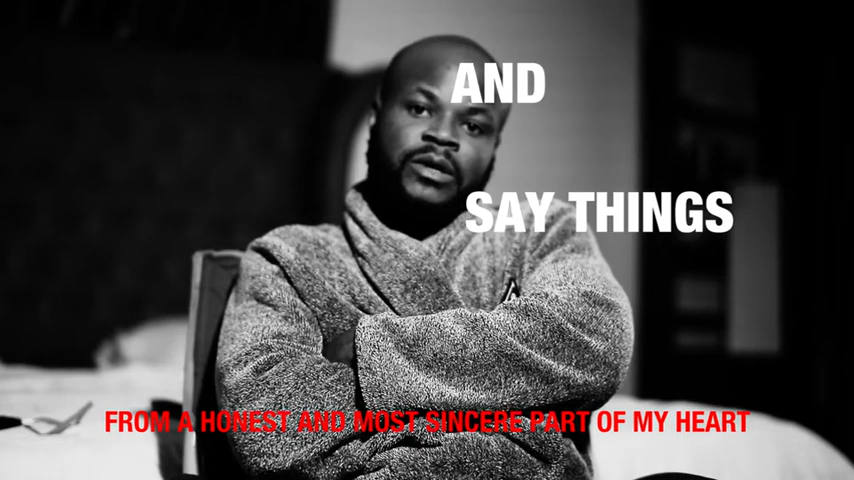 AND
SAY THINGS
FROM A HONEST AND MOST SINCERE PART OF MY HEART